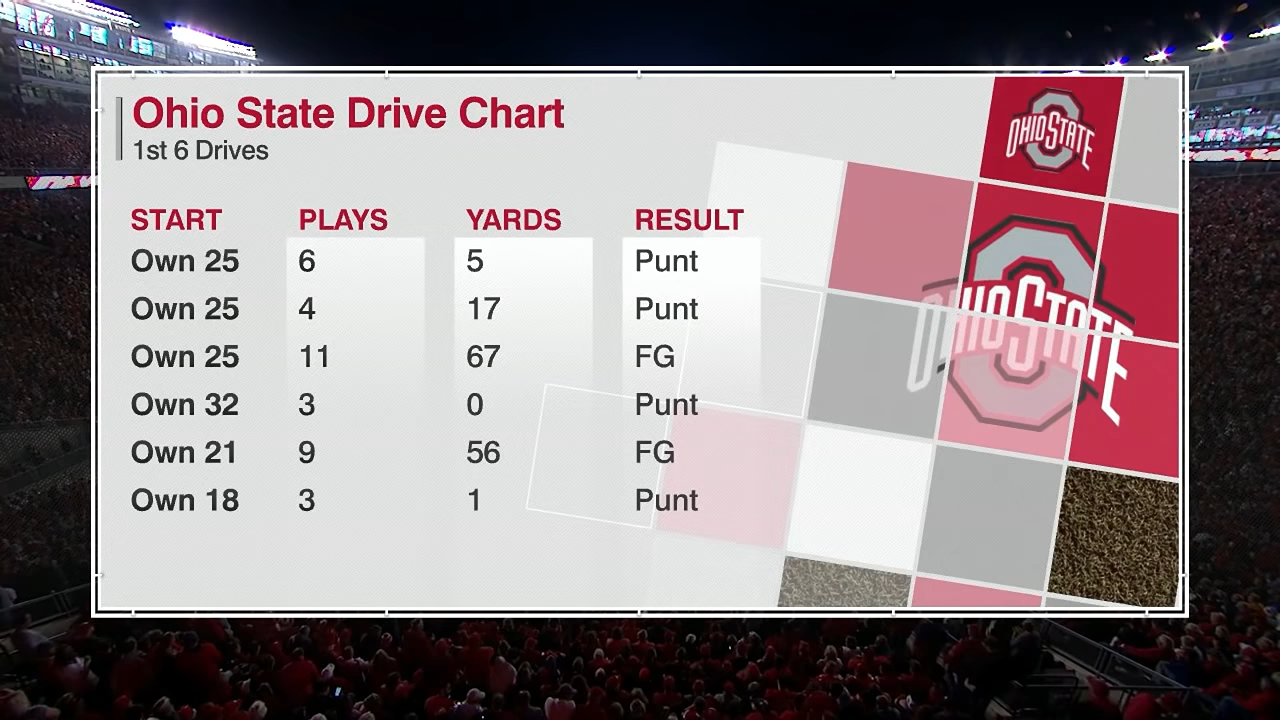 Ohio State Drive Chart
1st 6 Drives
OHIO STATE
START PLAYS YARDS RESULT
Own 25 6 5 Punt
Own 25 4 17 Punt
Own 25 11 67 FG
Own 32 3 0 Punt
Own 21 9 56 FG
Own 18 3 1 Punt
OHIO STATE